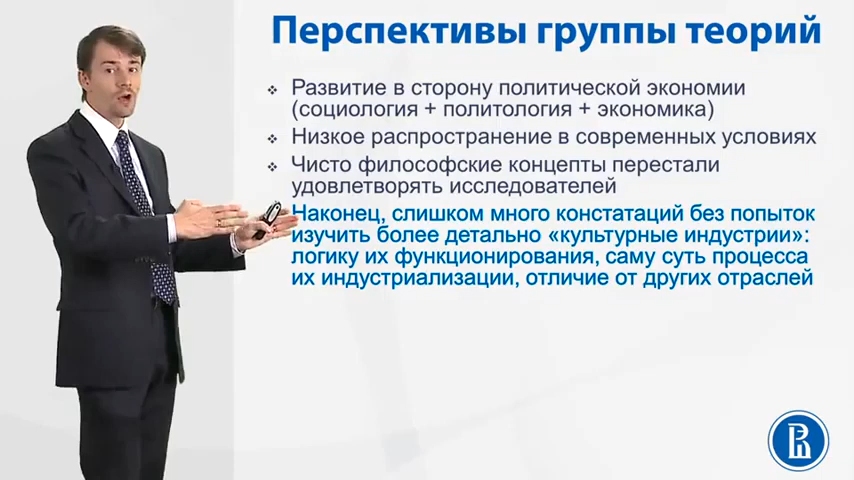 Перспективы группы теорий
Развитие в сторону политической экономии
(социология + политология + экономика)
Низкое распространение в современных условиях
Чисто философские концепты перестали
удовлетворять исследователей
Наконец, слишком много констатаций без попыток
изучить более детально «культурные индустрии»:
логику их функционирования, саму суть процесса
их индустриализации, отличие от других отраслей